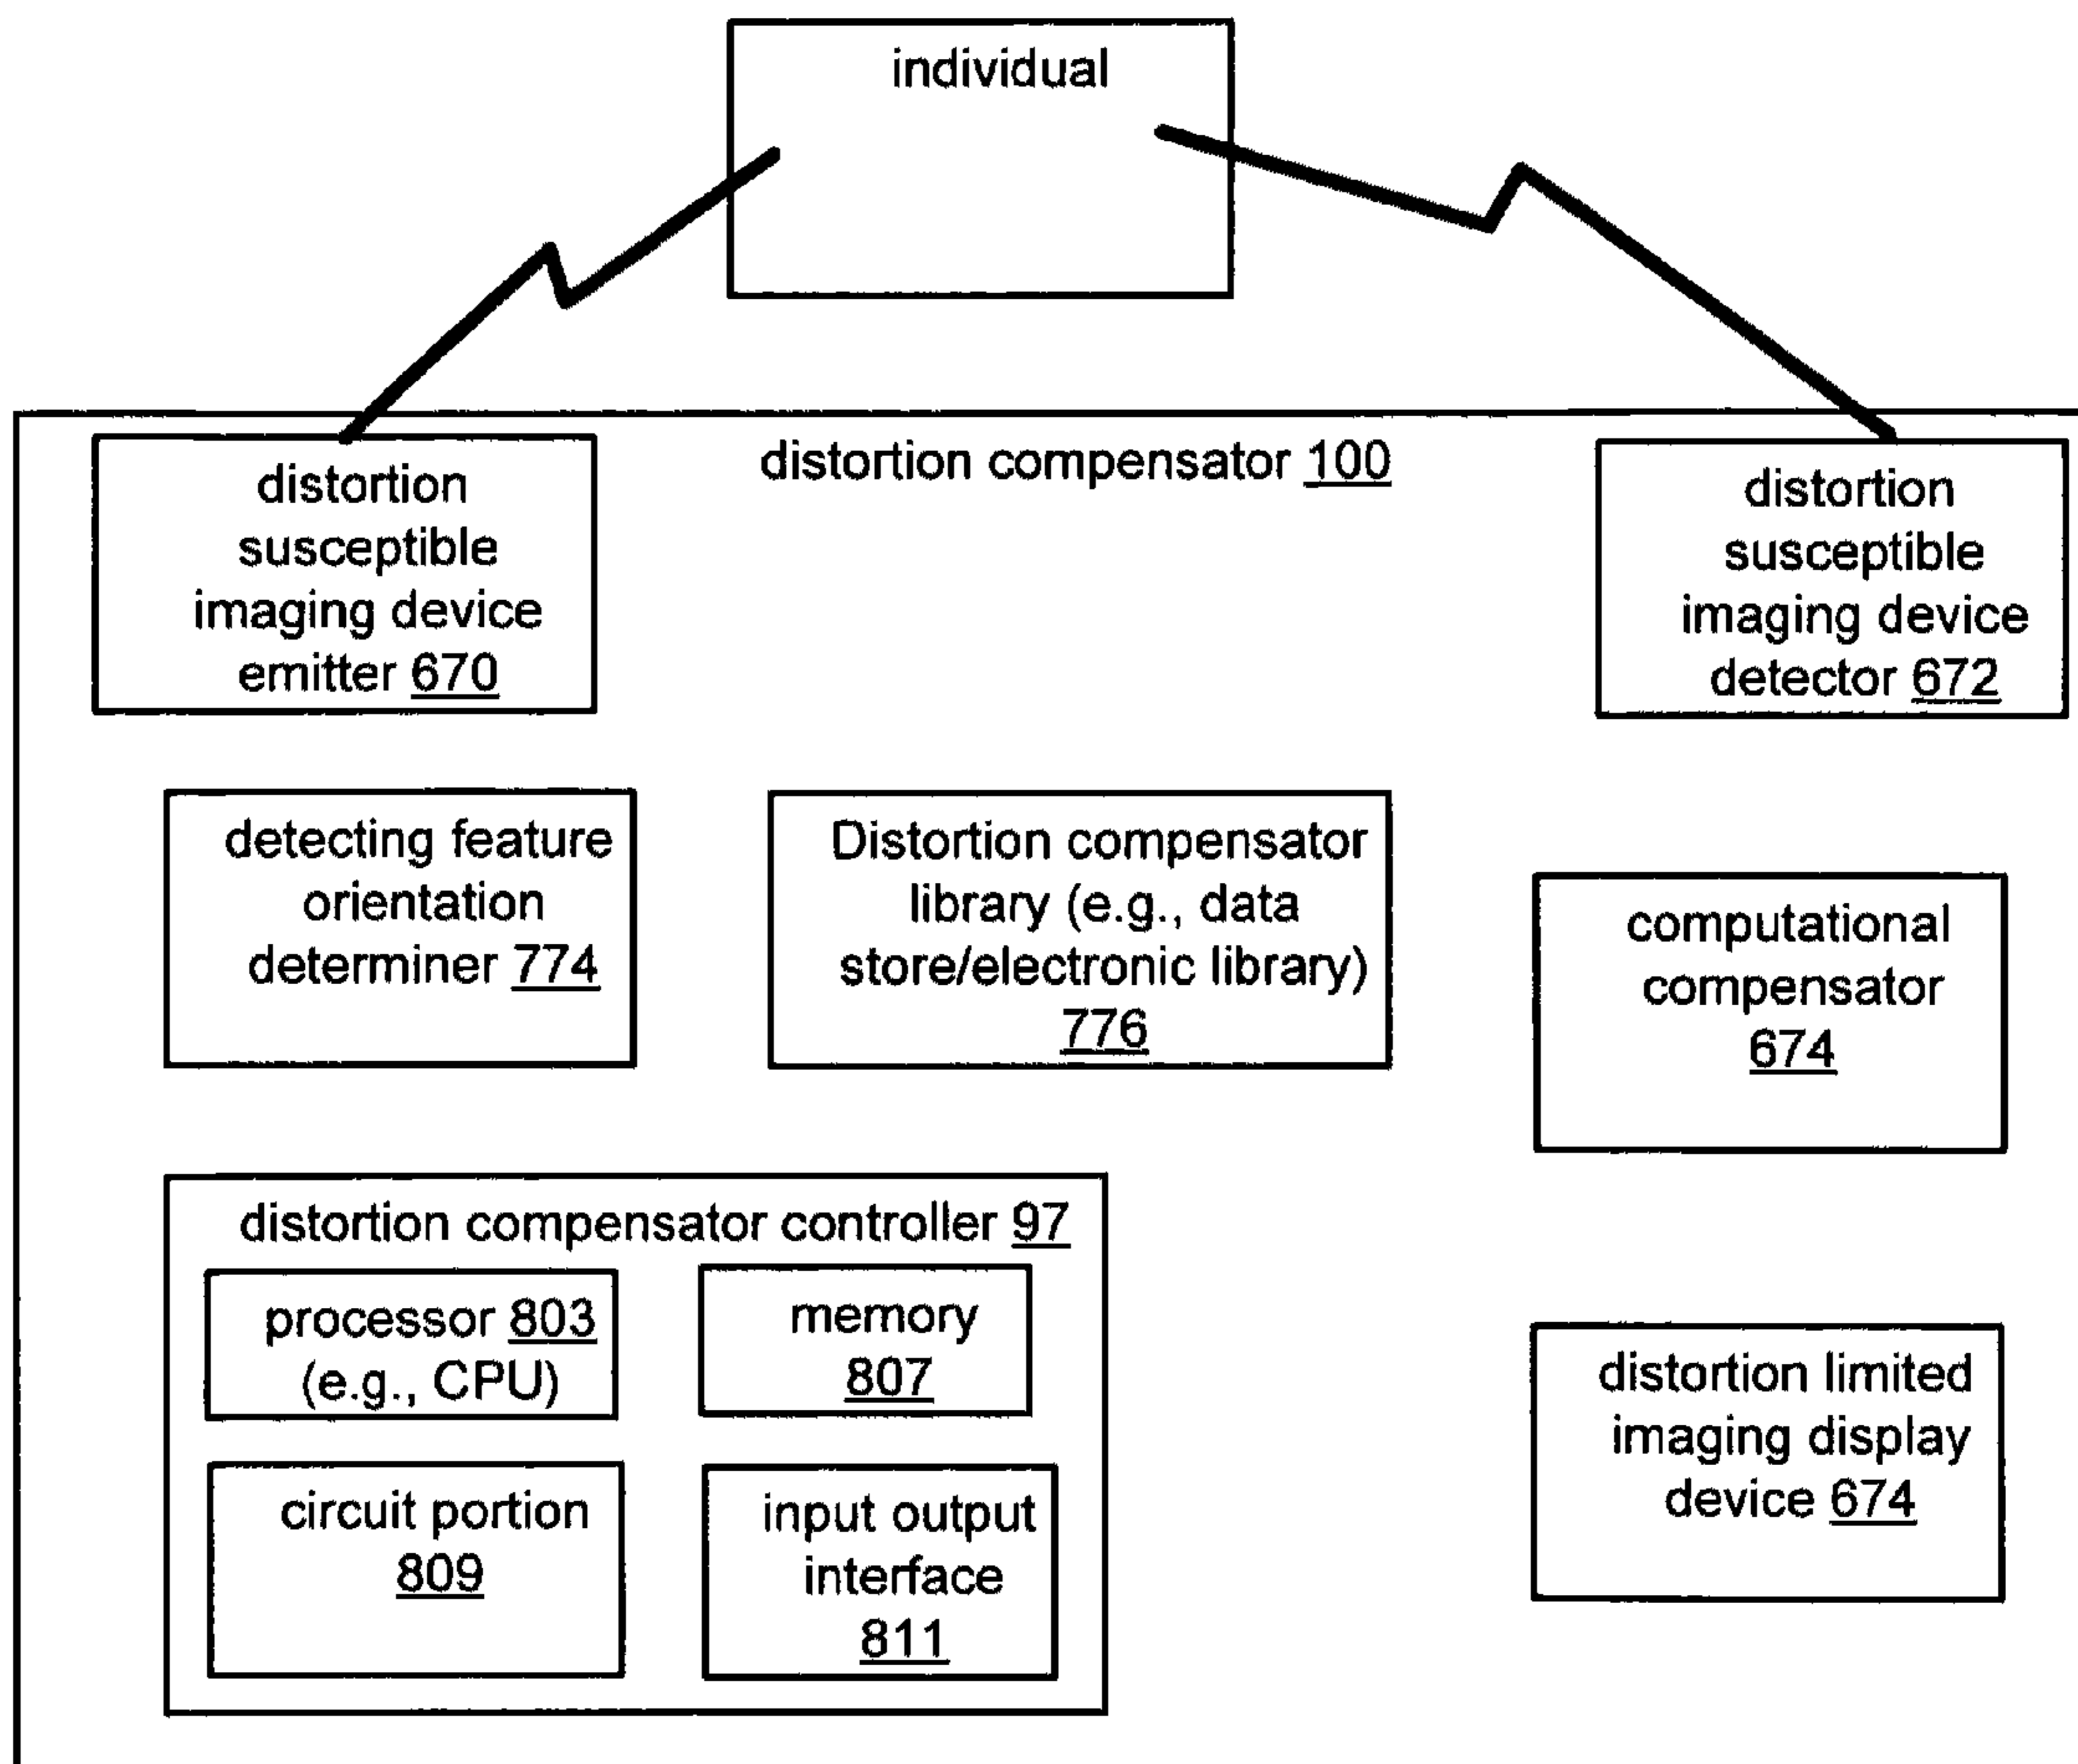 individual
distortion compensator 100
distortion
susceptible
imaging device
emitter 670
distortion
susceptible
imaging device
detector 672
detecting feature
orientation
determiner 774
Distortion compensator
library (e.g., data
store/electronic library)
776
computational
compensator
674
distortion compensator controller 97
processor 803
(e.g., CPU)
memory
807
circuit portion
809
input output
interface
811
distortion limited
imaging display
device 674